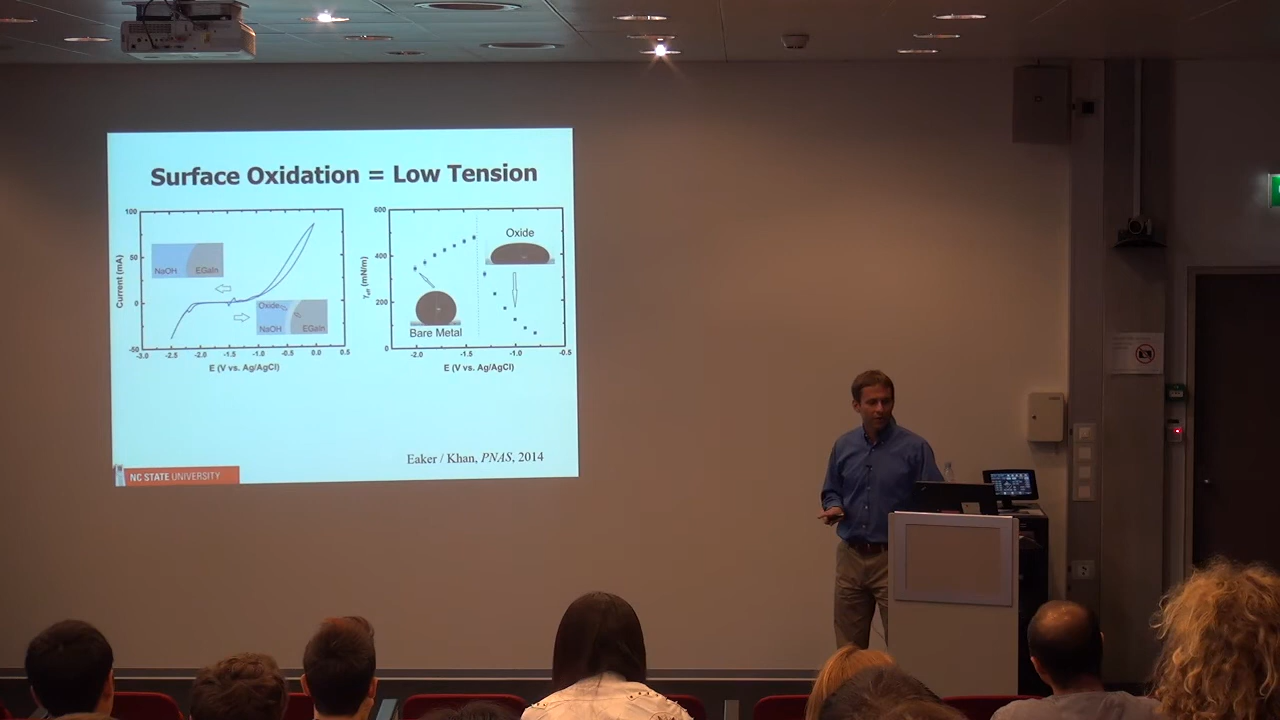 Surface Oxidation = Low Tension
100
50
0
-50
Current (mA)
-3.0 -2.5 -2.0 -1.5 -1.0 -0.5 0.0 0.5
E (V vs. Ag/AgCl)
NaOH EGaIn
Oxide
NaOH EGaIn
600
400
200
0
γeff (mN/m)
-2.0 -1.5 -1.0 -0.5
E (V vs. Ag/AgCl)
Oxide
Bare Metal
Eaker / Khan, PNAS, 2014
NC STATE UNIVERSITY